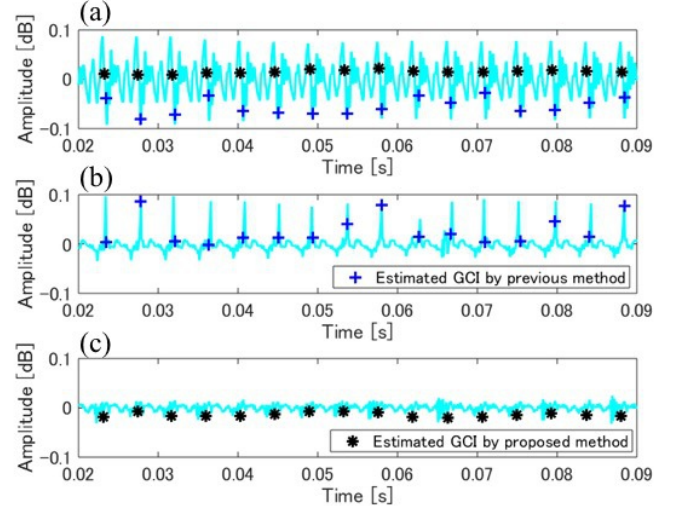 (a)
Amplitude [dB]
0.1
0
-0.1
0.02 0.03 0.04 0.05 0.06 0.07 0.08 0.09
Time [s]
(b)
Amplitude [dB]
0.1
0
-0.1
Estimated GCI by previous method
0.02 0.03 0.04 0.05 0.06 0.07 0.08 0.09
Time [s]
(c)
Amplitude [dB]
0.1
0
-0.1
Estimated GCI by proposed method
0.02 0.03 0.04 0.05 0.06 0.07 0.08 0.09
Time [s]